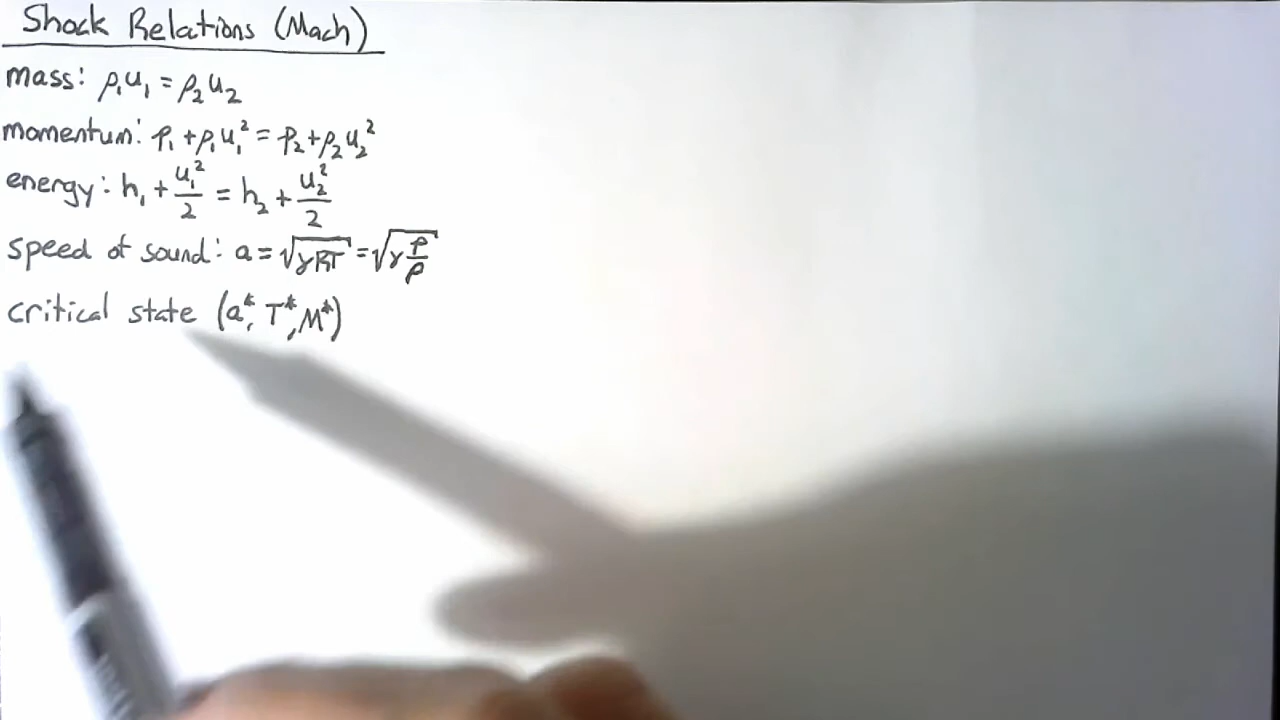 Shock Relations (Mach)
mass: ρ₁u₁ = ρ₂u₂
momentum: p₁ + ρ₁u₁² = p₂ + ρ₂u₂²
energy: h₁ + u₁²/2 = h₂ + u₂²/2
speed of sound: a = √(γRT) = √(γ p/ρ)
critical state (a*, T*, M*)